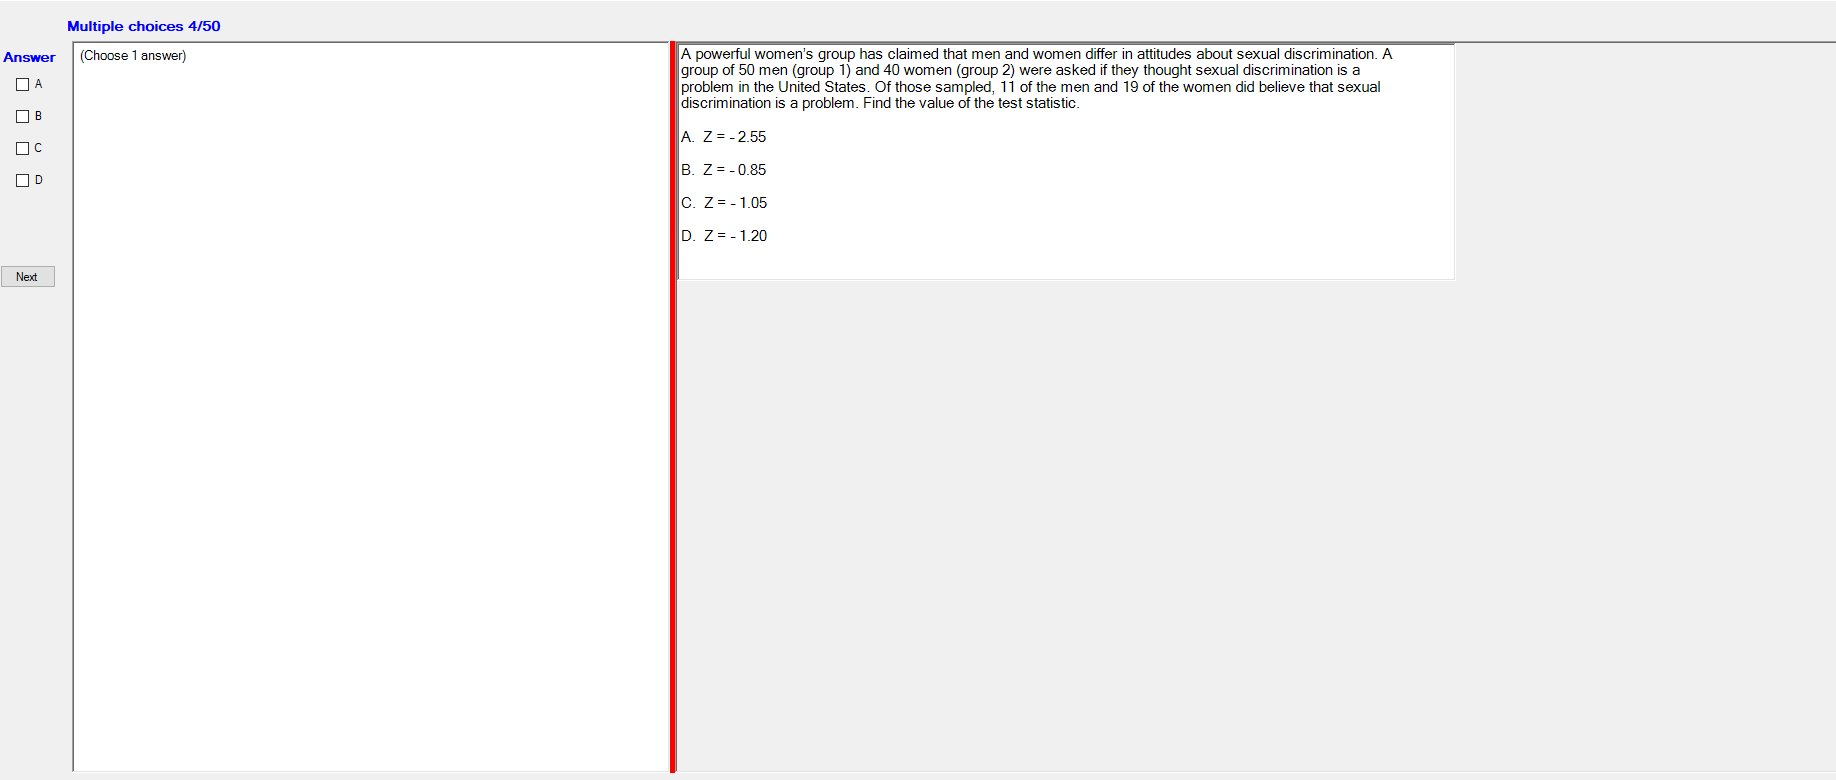 Multiple choices 4/50
Answer
A
B
C
D
Next
(Choose 1 answer)
A powerful women's group has claimed that men and women differ in attitudes about sexual discrimination. A
group of 50 men (group 1) and 40 women (group 2) were asked if they thought sexual discrimination is a
problem in the United States. Of those sampled, 11 of the men and 19 of the women did believe that sexual
discrimination is a problem. Find the value of the test statistic.
A. Z = - 2.55
B. Z = - 0.85
C. Z = - 1.05
D. Z = - 1.20